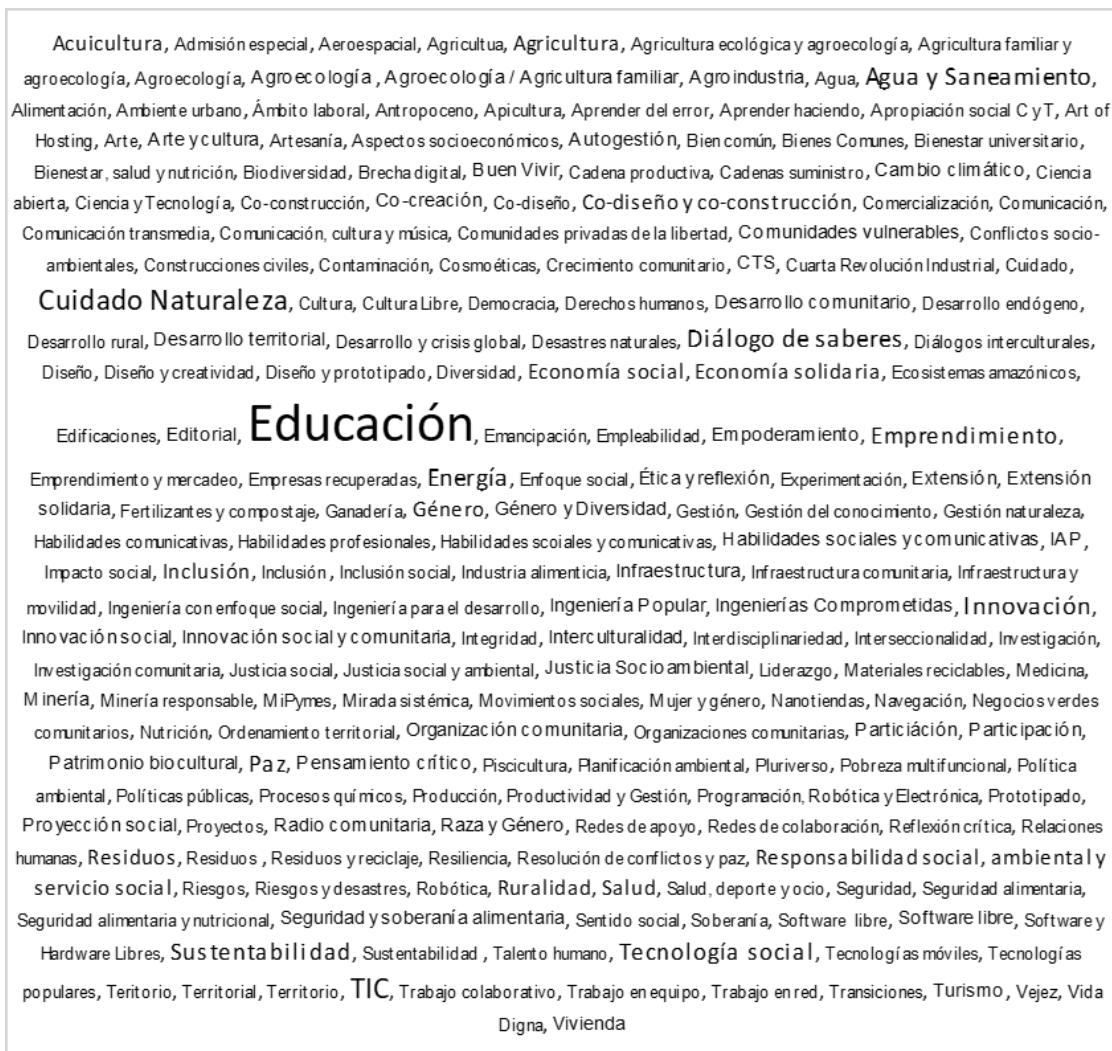 Acuicultura, Admisión especial, Aeroespacial, Agricultua, Agricultura, Agricultura ecológica y agroecología, Agricultura familiar y
agroecología, Agroecología, Agroecología , Agroecología / Agricultura familiar, Agroindustria, Agua, Agua y Saneamiento,
Alimentación, Ambiente urbano, Ámbito laboral, Antropoceno, Apicultura, Aprender del error, Aprender haciendo, Apropiación social C y T, Art of
Hosting, Arte, Arte y cultura, Artesanía, Aspectos socioeconómicos, Autogestión, Bien común, Bienes Comunes, Bienestar universitario,
Bienestar, salud y nutrición, Biodiversidad, Brecha digital, Buen Vivir, Cadena productiva, Cadenas suministro, Cambio climático, Ciencia
abierta, Ciencia y Tecnología, Co-construcción, Co-creación, Co-diseño, Co-diseño y co-construcción, Comercialización, Comunicación,
Comunicación transmedia, Comunicación, cultura y música, Comunidades privadas de la libertad, Comunidades vulnerables, Conflictos socio-
ambientales, Construcciones civiles, Contaminación, Cosmoéticas, Crecimiento comunitario, CTS, Cuarta Revolución Industrial, Cuidado,
Cuidado Naturaleza, Cultura, Cultura Libre, Democracia, Derechos humanos, Desarrollo comunitario, Desarrollo endógeno,
Desarrollo rural, Desarrollo territorial, Desarrollo y crisis global, Desastres naturales, Diálogo de saberes, Diálogos interculturales,
Diseño, Diseño y creatividad, Diseño y prototipado, Diversidad, Economía social, Economía solidaria, Ecosistemas amazónicos,
Edificaciones, Editorial, Educación, Emancipación, Empleabilidad, Empoderamiento, Emprendimiento,
Emprendimiento y mercadeo, Empresas recuperadas, Energía, Enfoque social, Ética y reflexión, Experimentación, Extensión, Extensión
solidaria, Fertilizantes y compostaje, Ganadería, Género, Género y Diversidad, Gestión, Gestión del conocimiento, Gestión naturaleza,
Habilidades comunicativas, Habilidades profesionales, Habilidades scoiales y comunicativas, Habilidades sociales y comunicativas, IAP,
Impacto social, Inclusión, Inclusión , Inclusión social, Industria alimenticia, Infraestructura, Infraestructura comunitaria, Infraestructura y
movilidad, Ingeniería con enfoque social, Ingeniería para el desarrollo, Ingeniería Popular, Ingenierías Comprometidas, Innovación,
Innovación social, Innovación social y comunitaria, Integridad, Interculturalidad, Interdisciplinariedad, Interseccionalidad, Investigación,
Investigación comunitaria, Justicia social, Justicia social y ambiental, Justicia Socioambiental, Liderazgo, Materiales reciclables, Medicina,
Minería, Minería responsable, MiPymes, Mirada sistémica, Movimientos sociales, Mujer y género, Nanotiendas, Navegación, Negocios verdes
comunitarios, Nutrición, Ordenamiento territorial, Organización comunitaria, Organizaciones comunitarias, Particiáción, Participación,
Patrimonio biocultural, Paz, Pensamiento crítico, Piscicultura, Planificación ambiental, Pluriverso, Pobreza multifuncional, Política
ambiental, Políticas públicas, Procesos químicos, Producción, Productividad y Gestión, Programación, Robótica y Electrónica, Prototipado,
Proyección social, Proyectos, Radio comunitaria, Raza y Género, Redes de apoyo, Redes de colaboración, Reflexión crítica, Relaciones
humanas, Residuos, Residuos , Residuos y reciclaje, Resiliencia, Resolución de conflictos y paz, Responsabilidad social, ambiental y
servicio social, Riesgos, Riesgos y desastres, Robótica, Ruralidad, Salud, Salud, deporte y ocio, Seguridad, Seguridad alimentaria,
Seguridad alimentaria y nutricional, Seguridad y soberanía alimentaria, Sentido social, Soberanía, Software  libre, Software libre, Software y
Hardware Libres, Sustentabilidad, Sustentabilidad , Talento humano, Tecnología social, Tecnologías móviles, Tecnologías
populares, Teritorio, Territorial, Territorio, TIC, Trabajo colaborativo, Trabajo en equipo, Trabajo en red, Transiciones, Turismo, Vejez, Vida
Digna, Vivienda